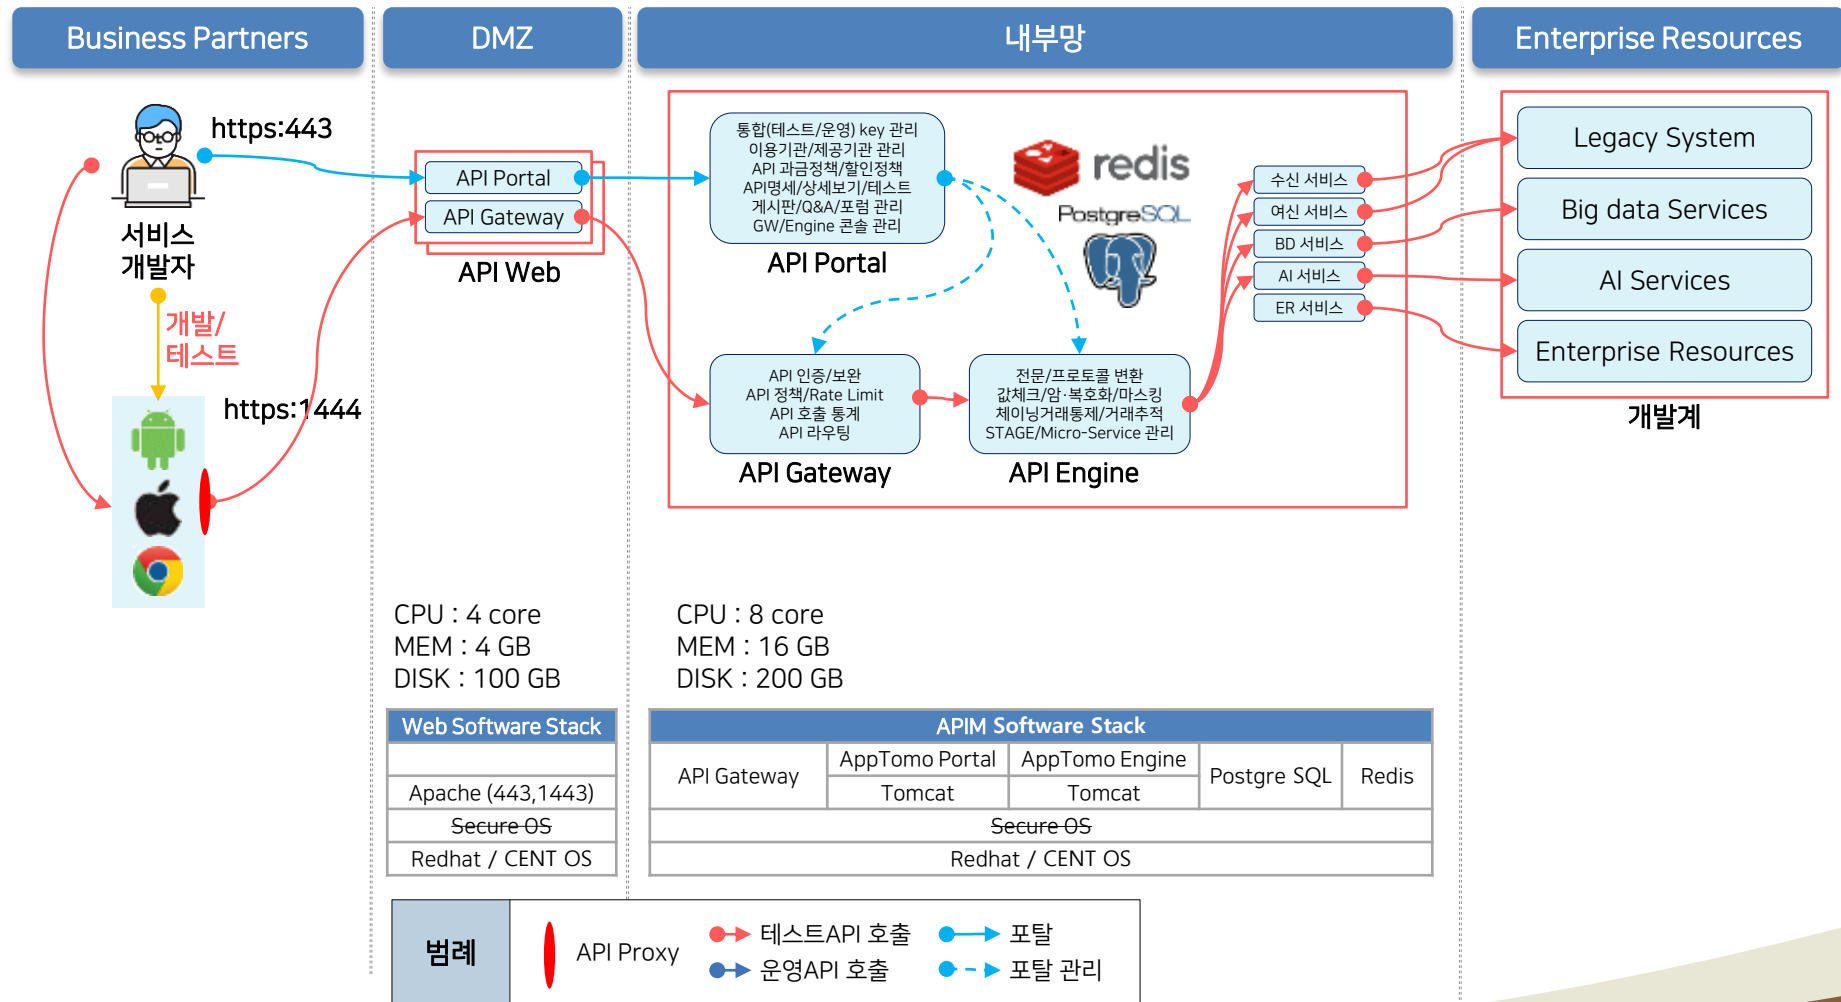 Business Partners
DMZ
내부망
Enterprise Resources
https:443
서비스
개발자
개발/
테스트
https:1444
API Portal
API Gateway
API Web
통합(테스트/운영) key 관리
이용기관/제공기관 관리
API 과금정책/할인정책
API명세/상세보기/테스트
게시판/Q&A/포럼 관리
GW/Engine 콘솔 관리
API Portal
redis
PostgreSQL
API 인증/보완
API 정책/Rate Limit
API 호출 통계
API 라우팅
API Gateway
전문/프로토콜 변환
값체크/암·복호화/마스킹
체이닝거래통제/거래추적
STAGE/Micro-Service 관리
API Engine
수신 서비스
여신 서비스
BD 서비스
AI 서비스
ER 서비스
Legacy System
Big data Services
AI Services
Enterprise Resources
개발계
CPU : 4 core
MEM : 4 GB
DISK : 100 GB
CPU : 8 core
MEM : 16 GB
DISK : 200 GB
Web Software Stack
Apache (443,1443)
Secure OS
Redhat / CENT OS
APIM Software Stack
API Gateway
AppTomo Portal
AppTomo Engine
Postgre SQL
Redis
Tomcat
Tomcat
Secure OS
Redhat / CENT OS
범례
API Proxy
테스트API 호출
포탈
운영API 호출
포탈 관리